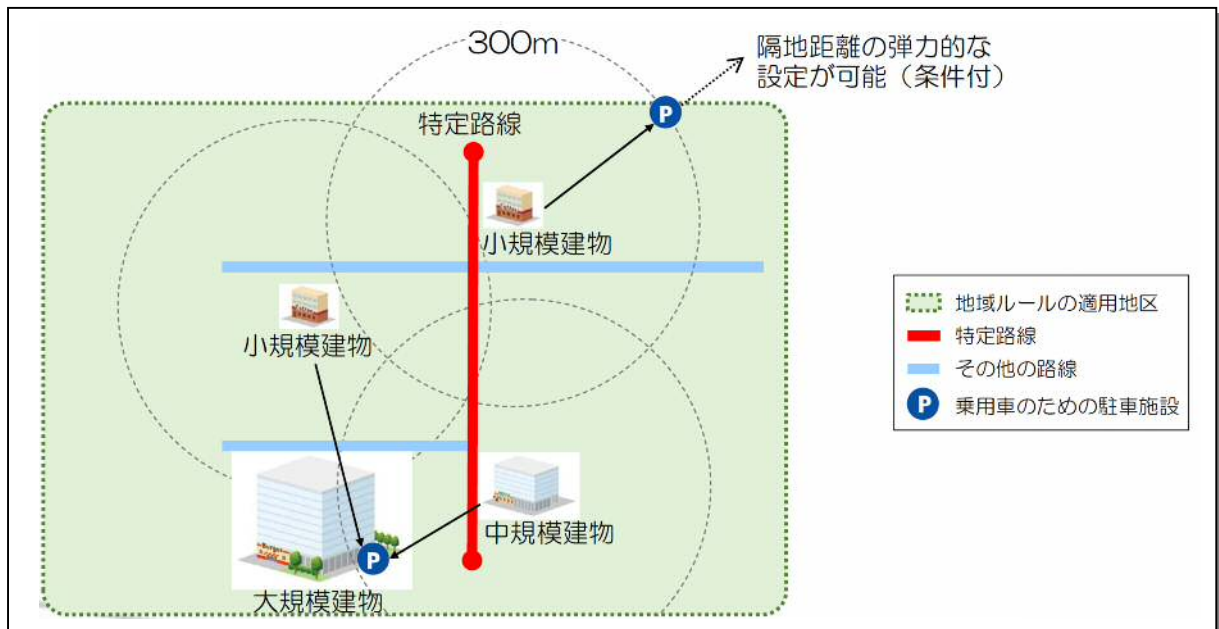 300m
隔地距離の弾力的な
設定が可能（条件付）
P
特定路線
小規模建物
小規模建物
中規模建物
P
大規模建物
地域ルールの適用地区
特定路線
その他の路線
P 乗用車のための駐車施設